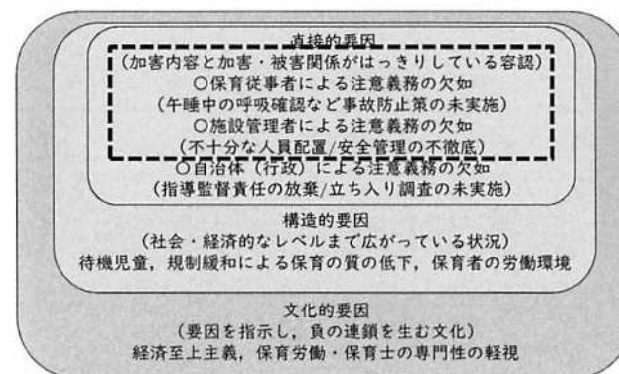 直接的要因
(加害内容と加害・被害関係がはっきりしている容認)
○保育従事者による注意義務の欠如
(午睡中の呼吸確認など事故防止策の未実施)
○施設管理者による注意義務の欠如
(不十分な人員配置/安全管理の不徹底)
○自治体（行政）による注意義務の欠如
(指導監督責任の放棄/立ち入り調査の未実施)
構造的要因
(社会・経済的なレベルまで広がっている状況)
待機児童，規制緩和による保育の質の低下，保育者の労働環境
文化的要因
(要因を指示し，負の連鎖を生む文化)
経済至上主義，保育労働・保育士の専門性の軽視